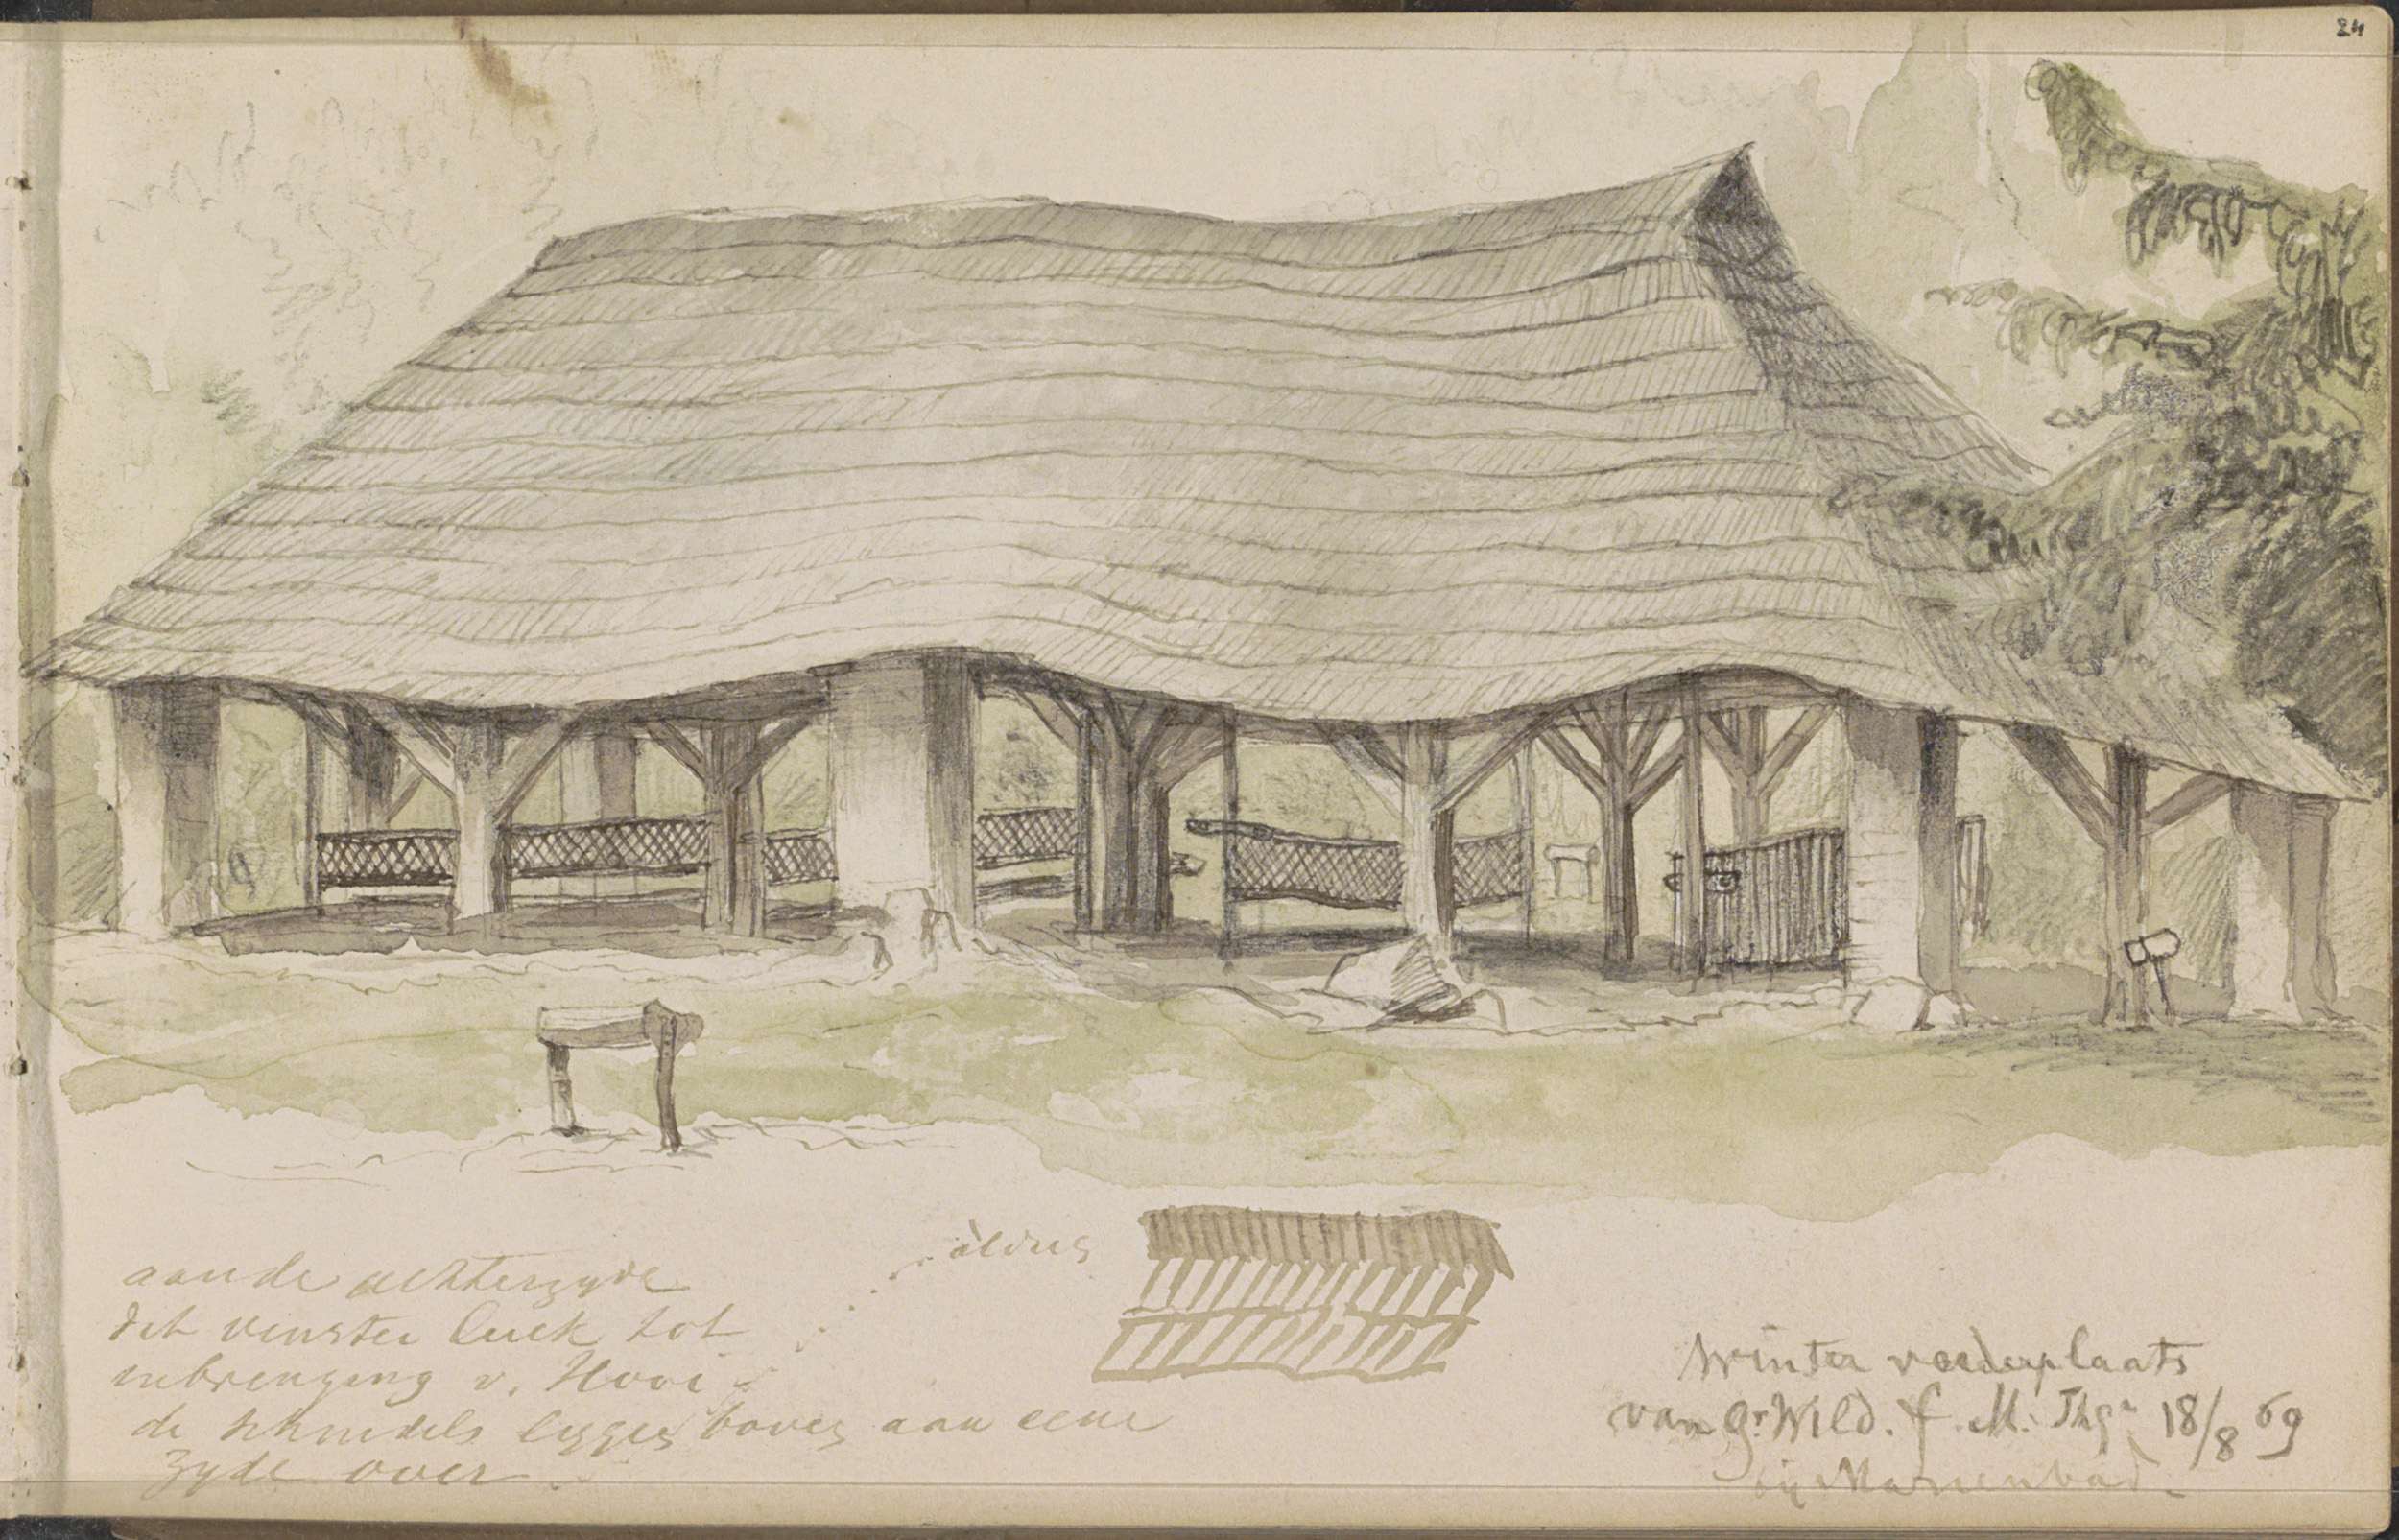 24
aldus
aan de achterzyde
dit venster luik tot
inbrenging v. Hooi
de schindels liggen boven aan eene
zyde over
Winter voederplaats
van gr. Wild. f. M. 18/8 69
bij Marienbad